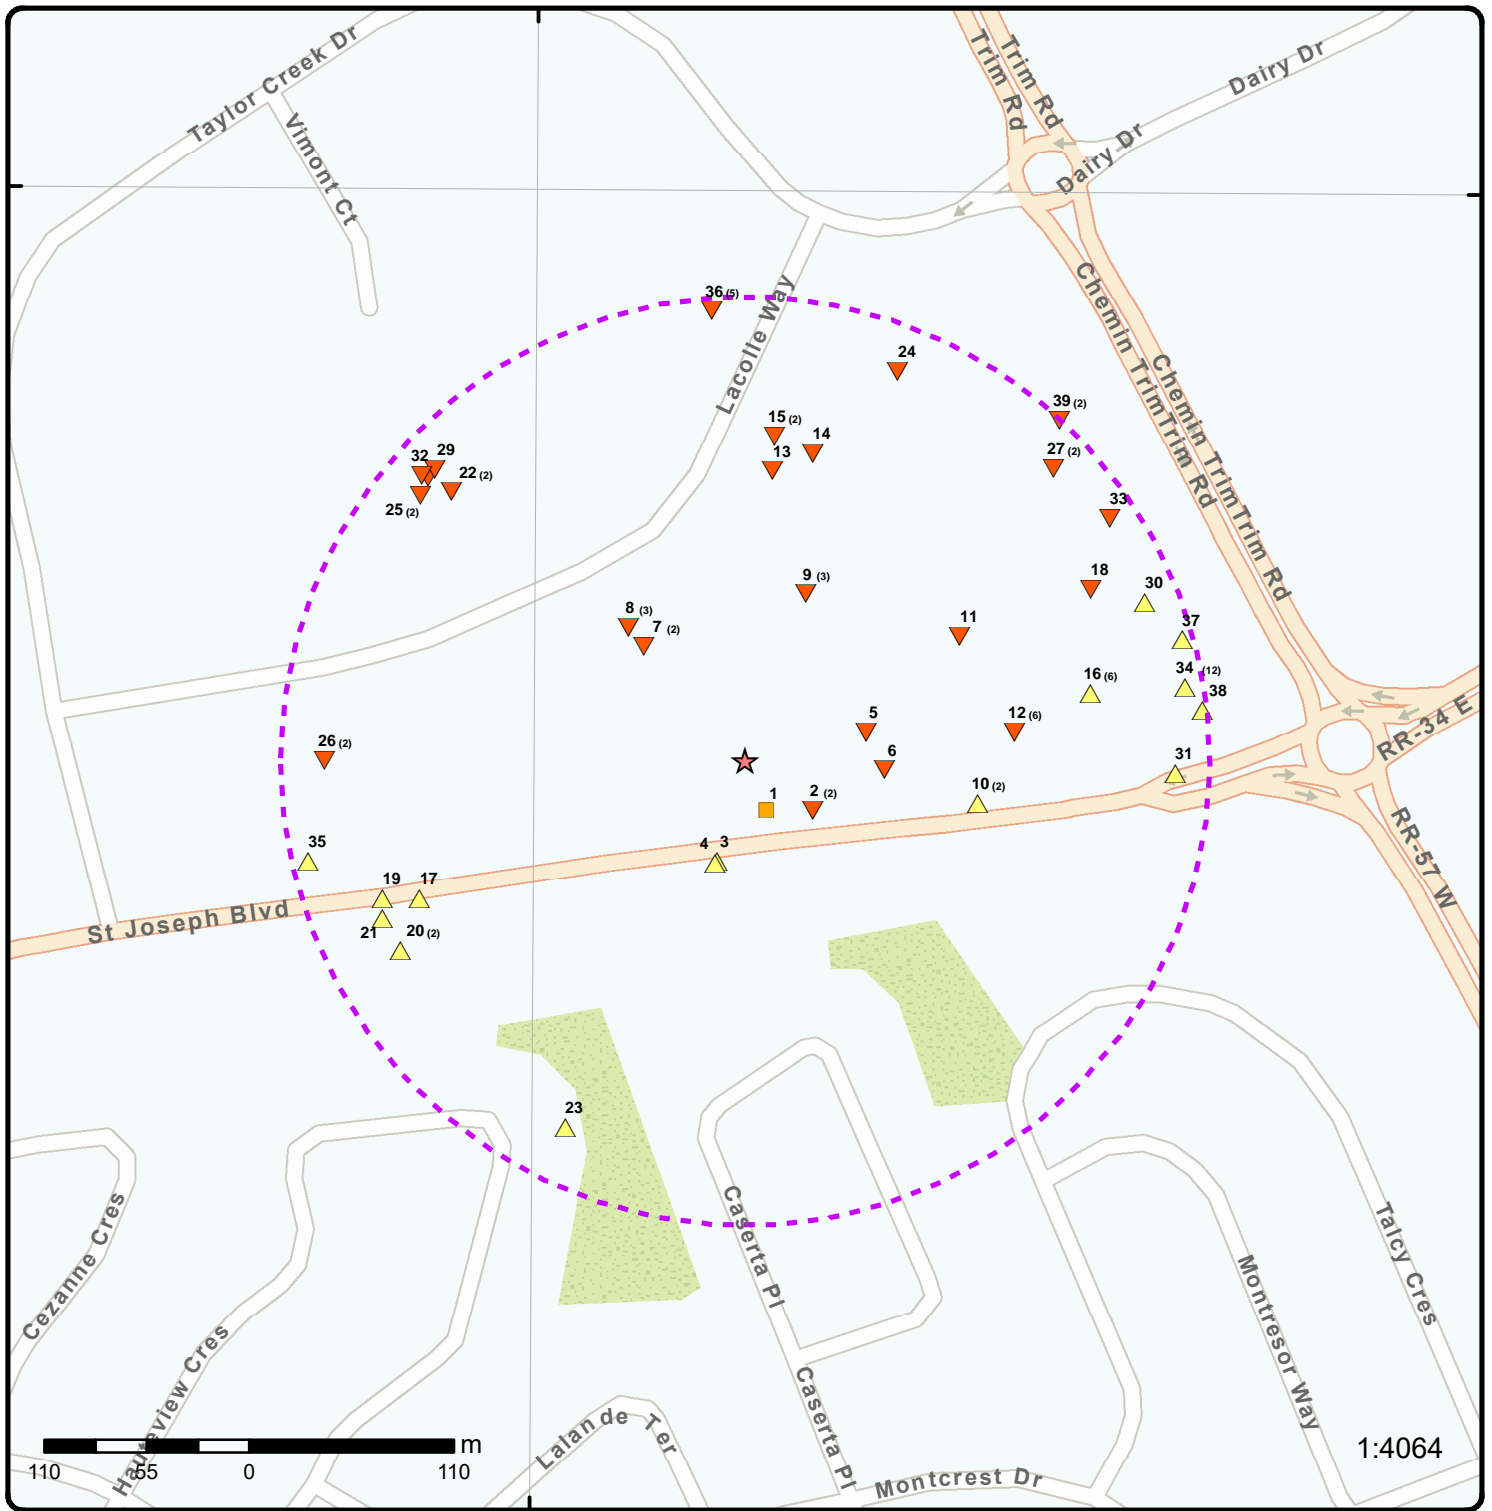 Taylor Creek Dr
Vimont Ct
Trim Rd
Trim Rd
Dairy Dr
Dairy Dr
Lacolle Way
Chemin TrimTrim Rd
Chemin TrimTrim Rd
36 (5)
24
39 (2)
15 (2)
14
13
27 (2)
32
29
22 (2)
25 (2)
33
9 (3)
18
30
8 (3)
7 (2)
11
37
16 (6)
34 (12)
38
5
12 (6)
26 (2)
6
31
1
2 (2)
10 (2)
RR-34 E
RR-57 W
35
4
3
19
17
St Joseph Blvd
21
20 (2)
23
Cezanne Cres
Hauteview Cres
Caserta Pl
Caserta Pl
Talcy Cres
Montresor Way
Lalande Ter
Montcrest Dr
m
110 55 0 110
1:4064